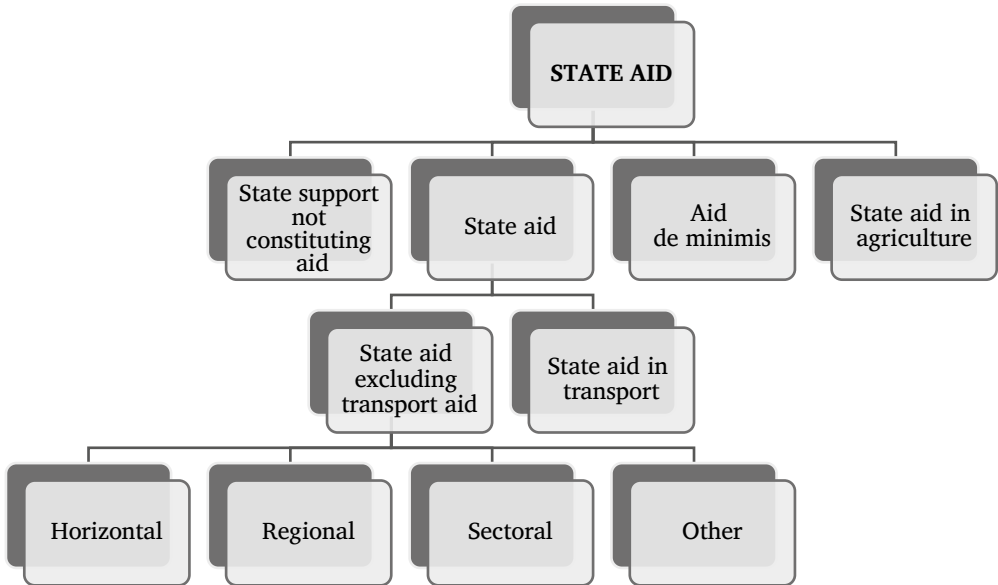 STATE AID
State support
not
constituting
aid
State aid
Aid
de minimis
State aid in
agriculture
State aid
excluding
transport aid
State aid in
transport
Horizontal
Regional
Sectoral
Other